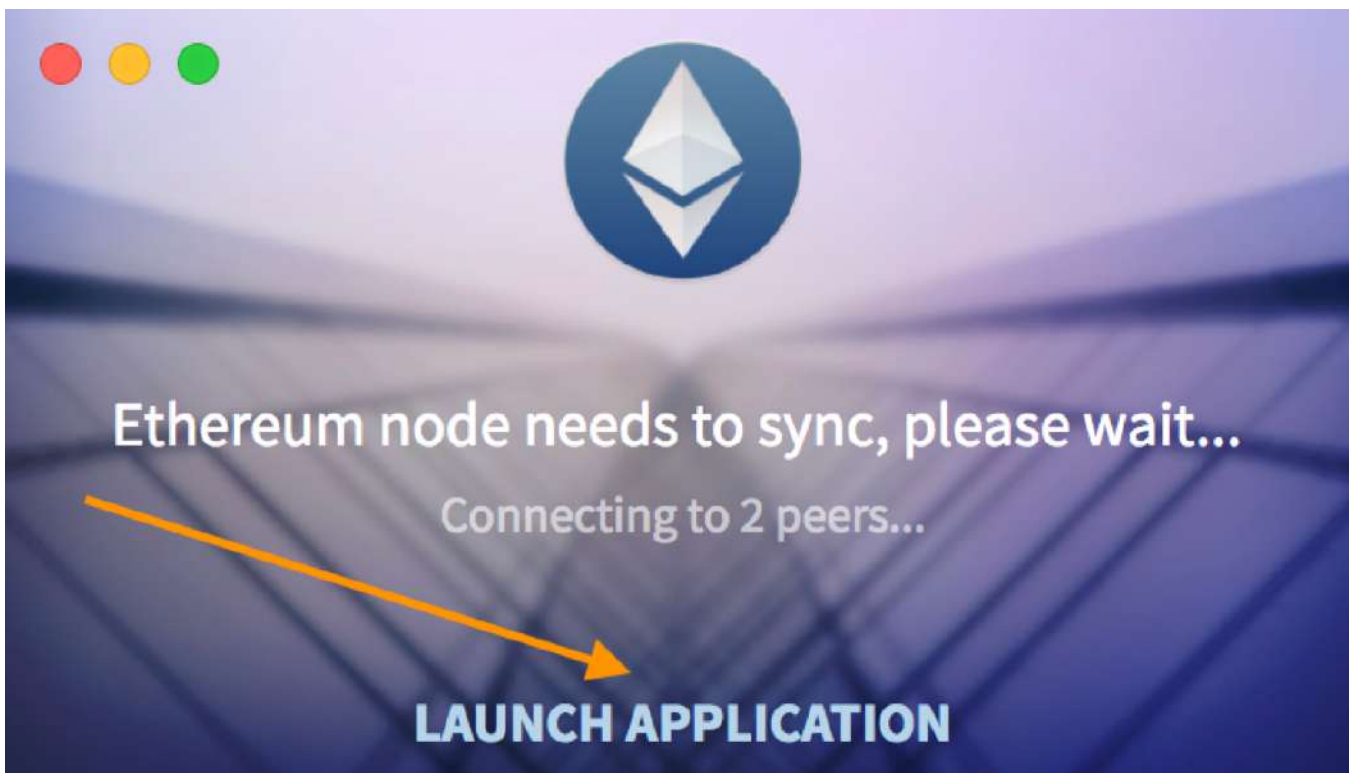 Ethereum node needs to sync, please wait...
Connecting to 2 peers...
LAUNCH APPLICATION